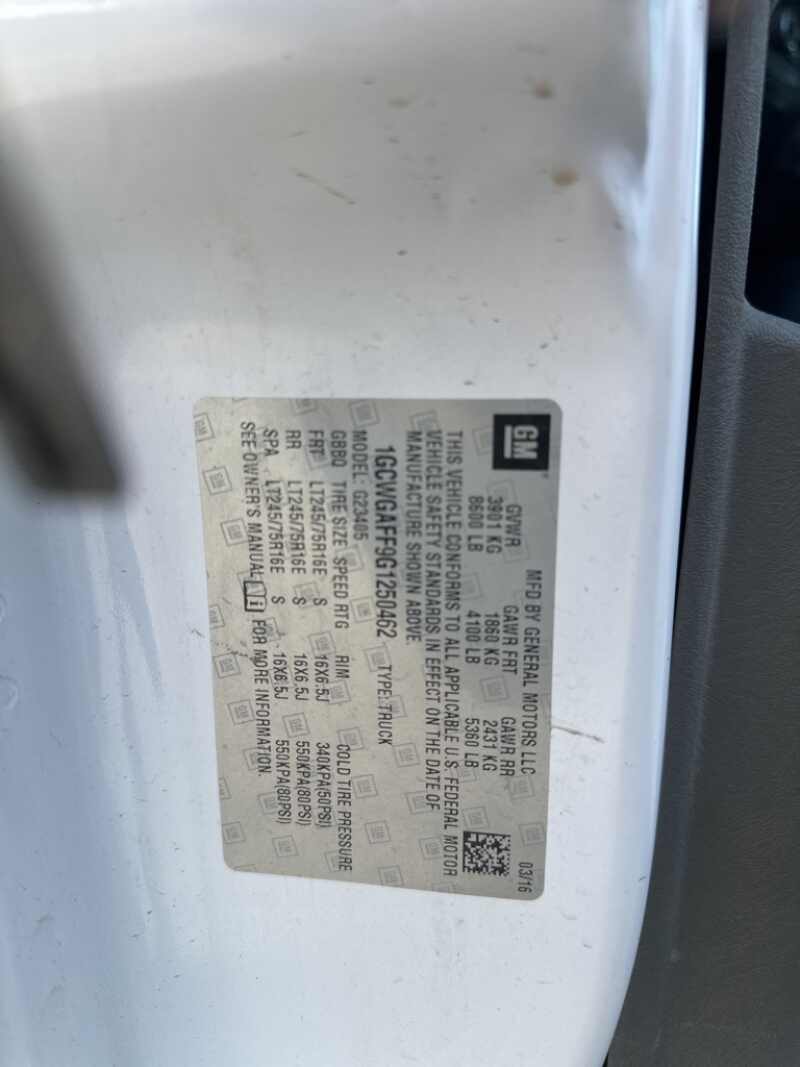 GM
MFD BY GENERAL MOTORS LLC 03/16
GVWR GAWR FRT GAWR RR
3901 KG 1860 KG 2431 KG
8600 LB 4100 LB 5360 LB
THIS VEHICLE CONFORMS TO ALL APPLICABLE U.S. FEDERAL MOTOR
VEHICLE SAFETY STANDARDS IN EFFECT ON THE DATE OF
MANUFACTURE SHOWN ABOVE.
1GCWGAFF9G1250462 TYPE: TRUCK
MODEL: G23405
GBBQ TIRE SIZE SPEED RTG RIM COLD TIRE PRESSURE
FRT LT245/75R16E S 16X6.5J 340KPA(50PSI)
RR LT245/75R16E S 16X6.5J 550KPA(80PSI)
SPA LT245/75R16E S 16X6.5J 550KPA(80PSI)
SEE OWNER'S MANUAL i FOR MORE INFORMATION.